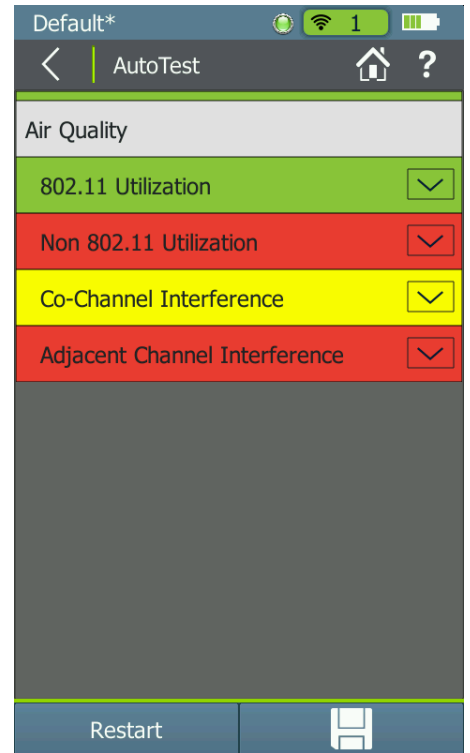 Default*
1
AutoTest
?
Air Quality
802.11 Utilization
Non 802.11 Utilization
Co-Channel Interference
Adjacent Channel Interference
Restart